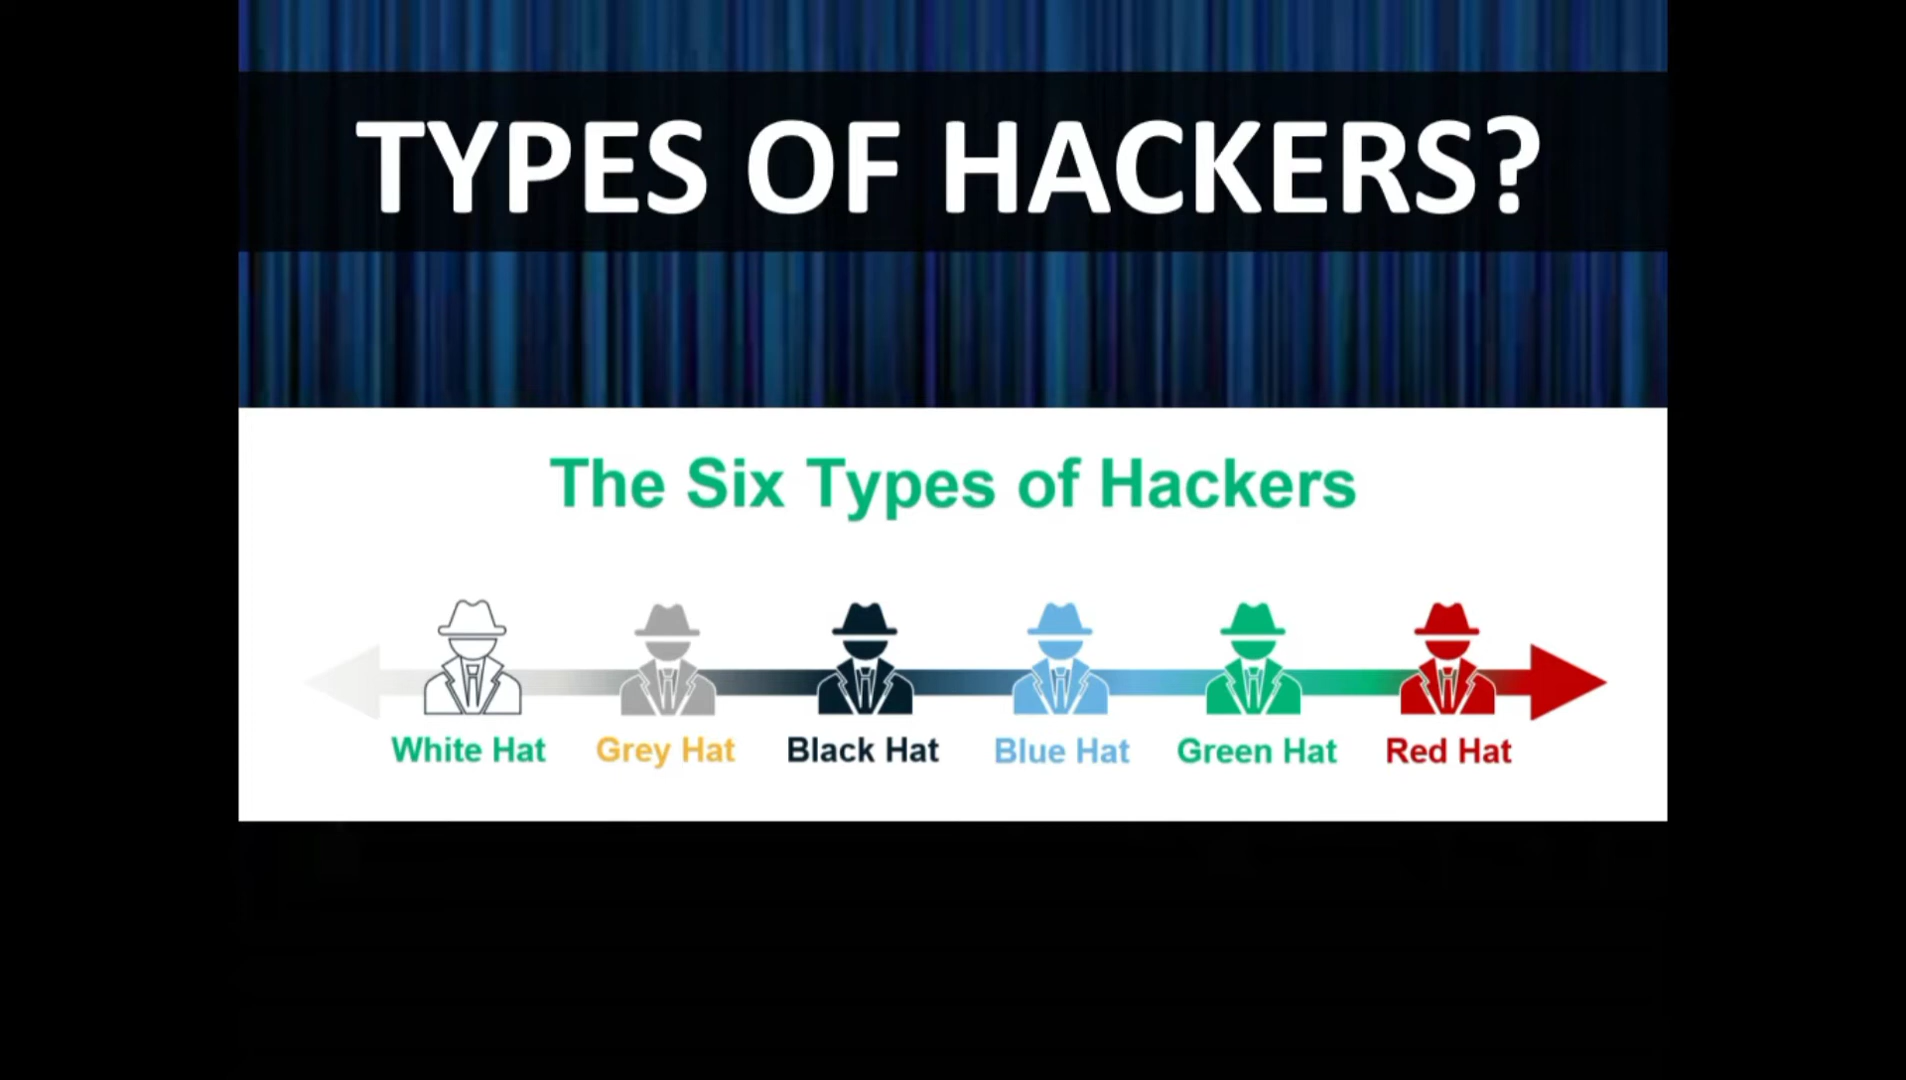 TYPES OF HACKERS?
The Six Types of Hackers
White Hat Grey Hat Black Hat Blue Hat Green Hat Red Hat